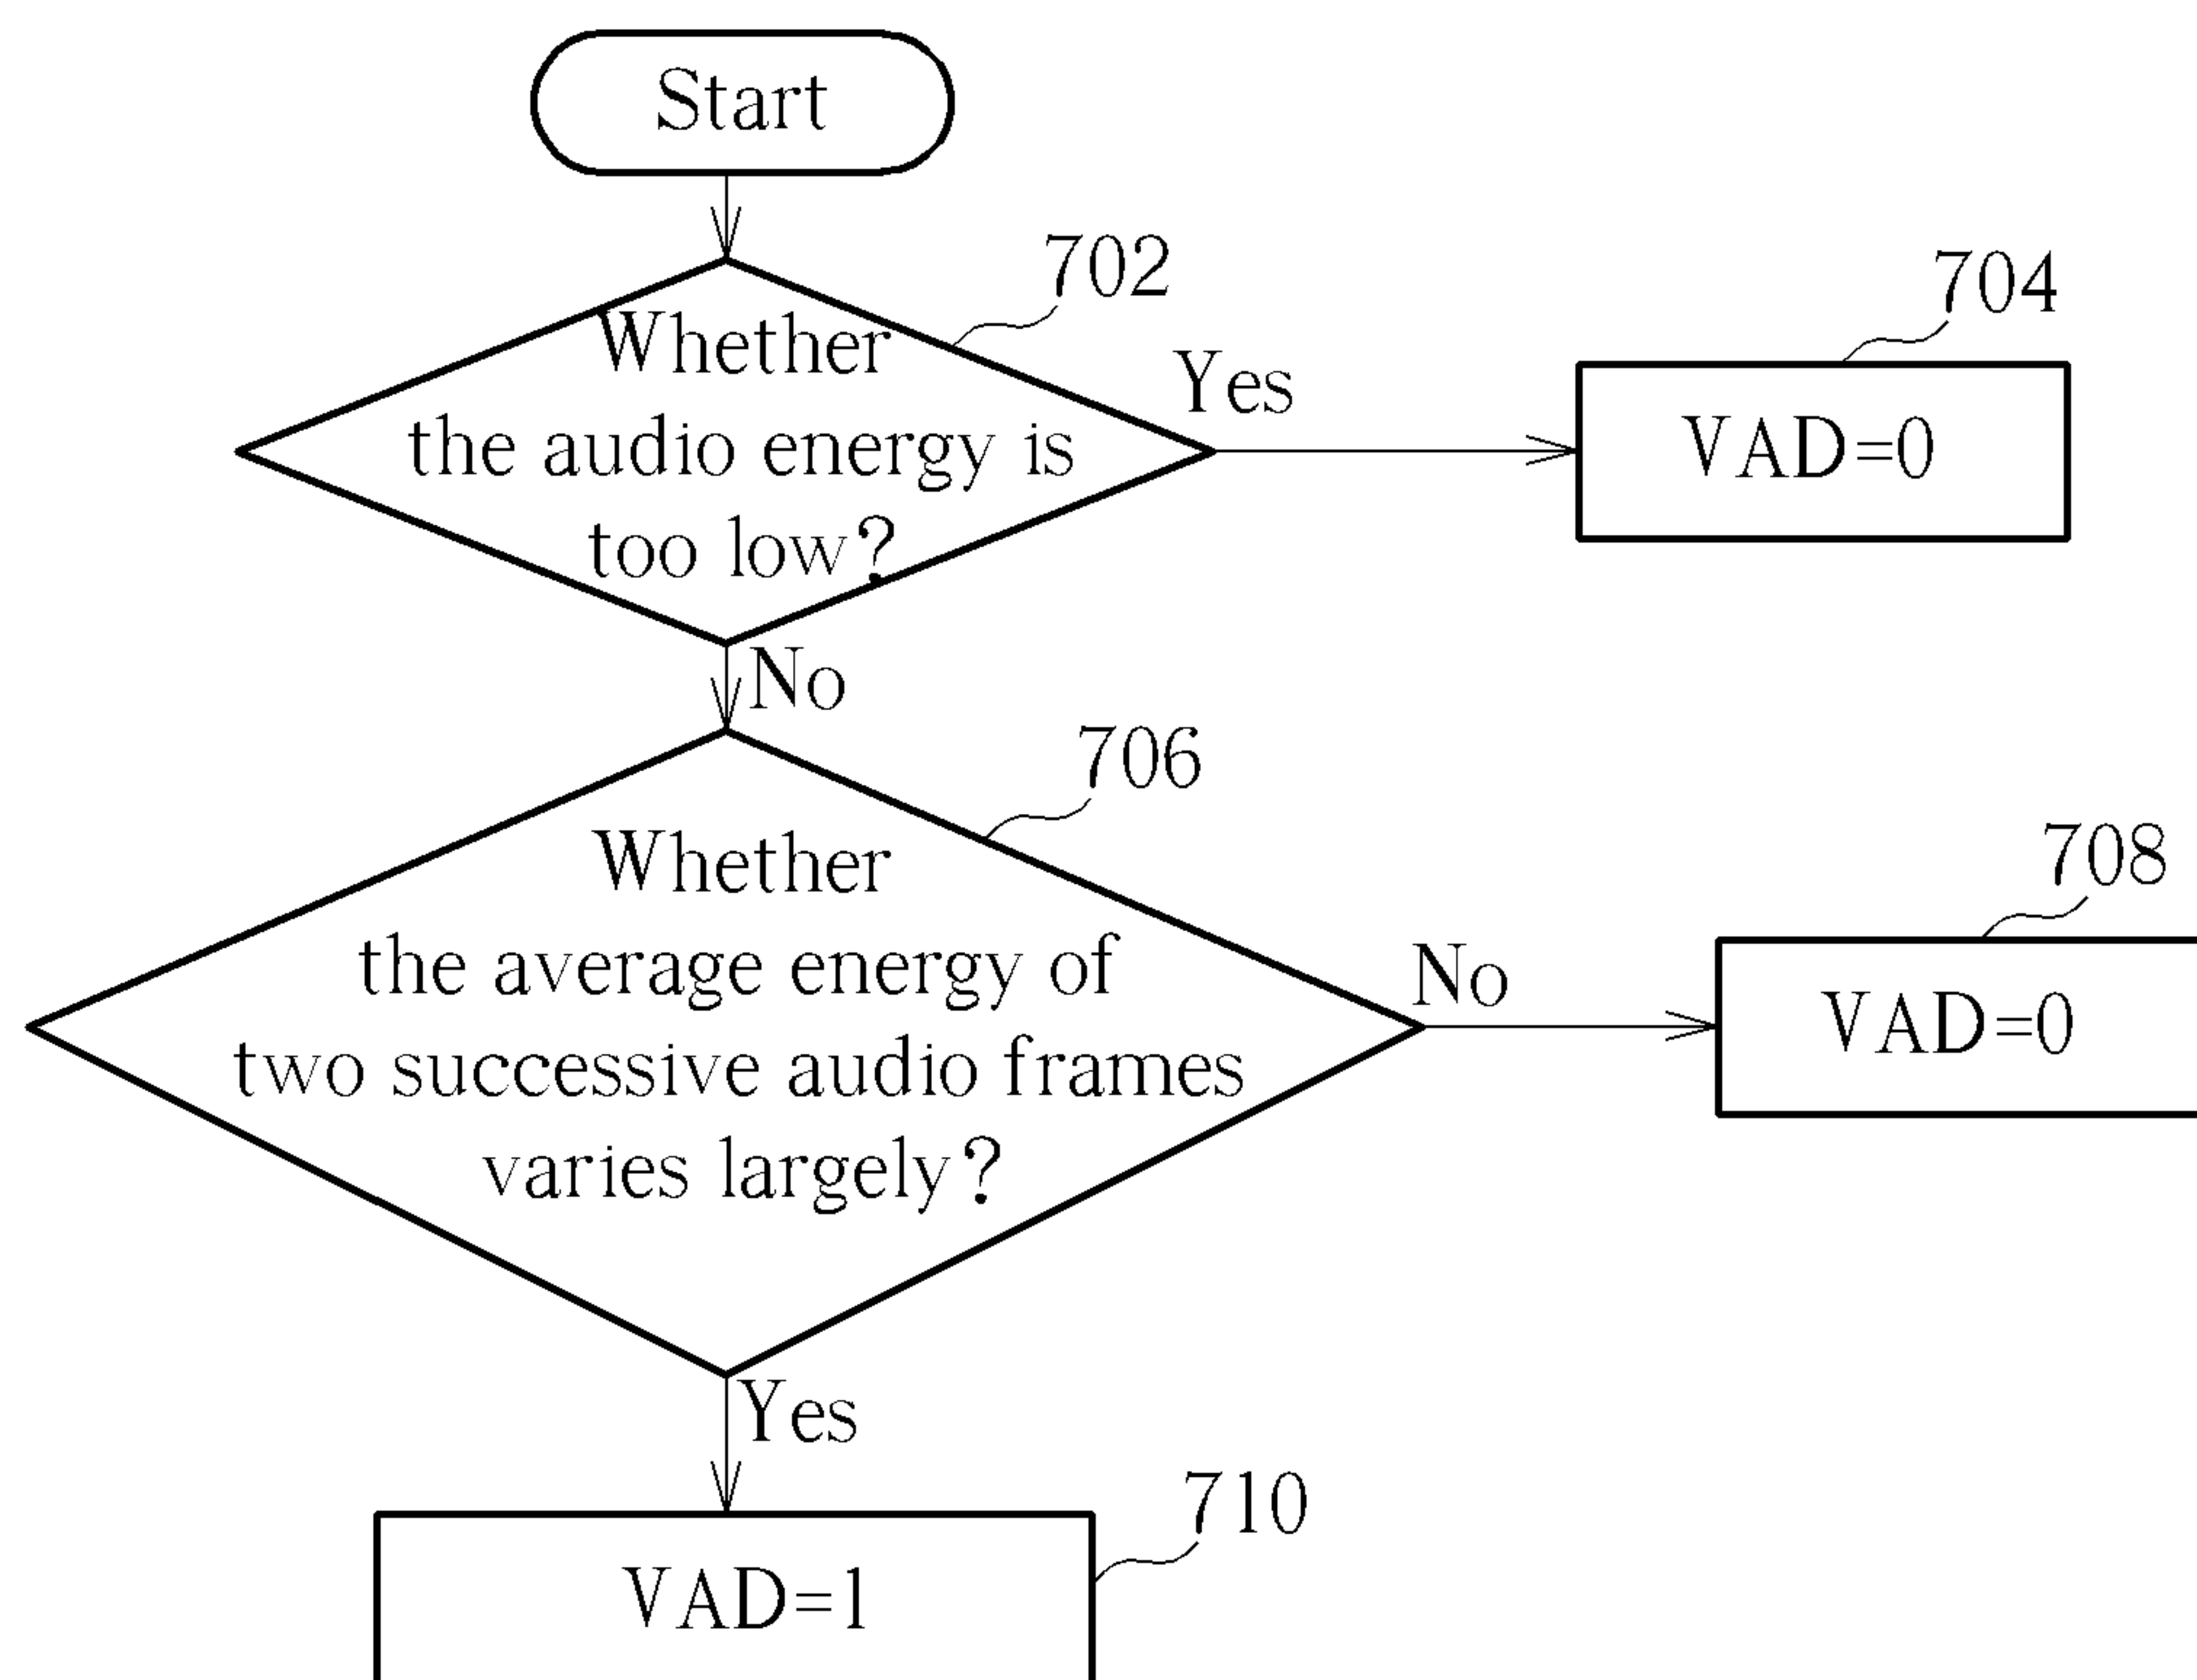 Start
702
Whether
the audio energy is
too low?
Yes
704
VAD=0
No
706
Whether
the average energy of
two successive audio frames
varies largely?
No
708
VAD=0
Yes
710
VAD=1